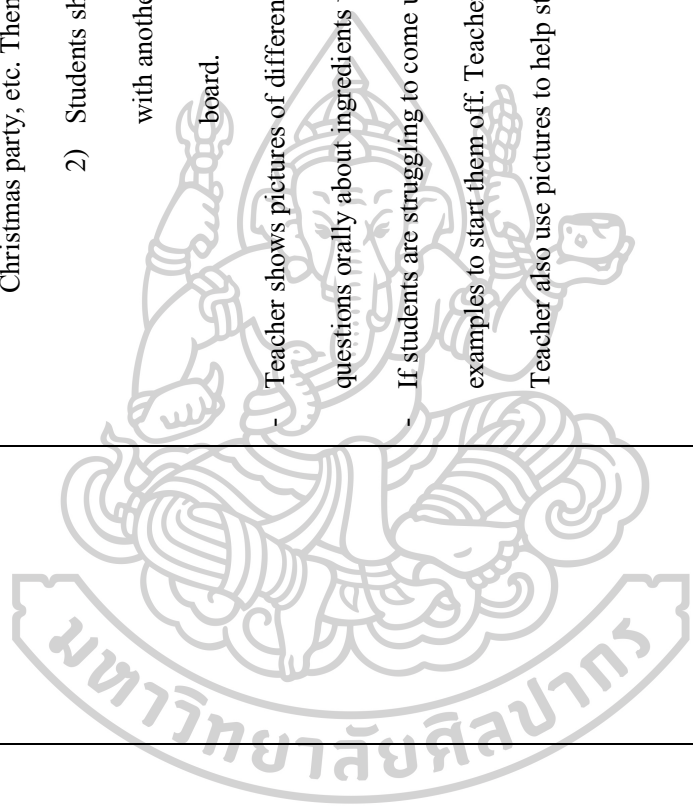 Christmas party, etc. Then
2) Students sh
with anothe
board.
- Teacher shows pictures of differen
questions orally about ingredients
- If students are struggling to come u
examples to start them off. Teacher
Teacher also use pictures to help st
มหาวิทยาลัยศิลปากร